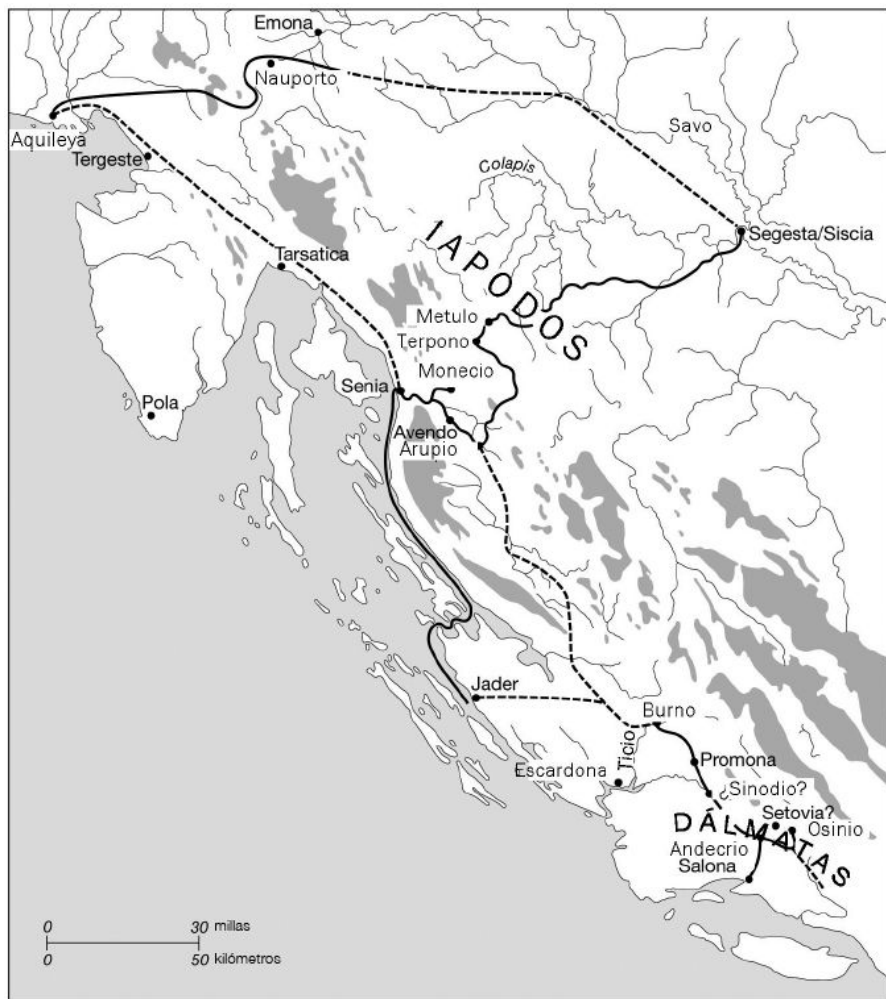 Emona
Nauporto
Aquileya
Tergeste
Savo
Colapis
Segesta/Siscia
Tarsatica
IAPODOS
Metulo
Terpono
Monecio
Senia
Pola
Avendo
Arupio
Jader
Burno
Ticio
Promona
Escardona
¿Sinodio?
Setovia?
DÁLMATAS
Osinio
Andecrio
Salona
0 30 millas
0 50 kilómetros